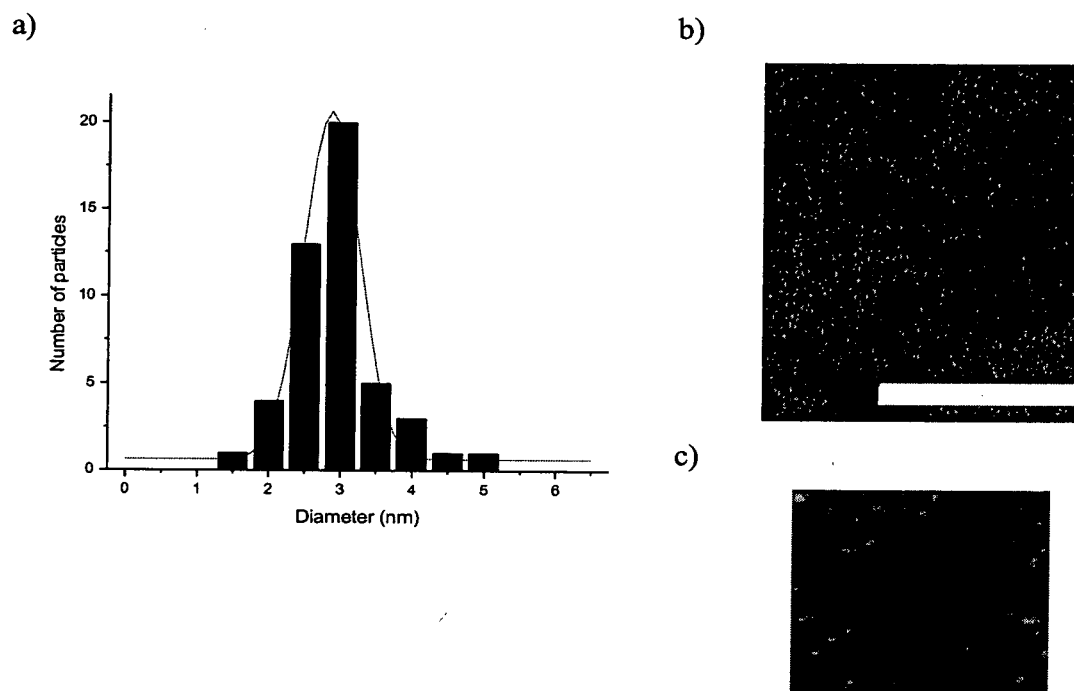 a)
b)
20
15
10
5
0
Number of particles
0 1 2 3 4 5 6
Diameter (nm)
c)